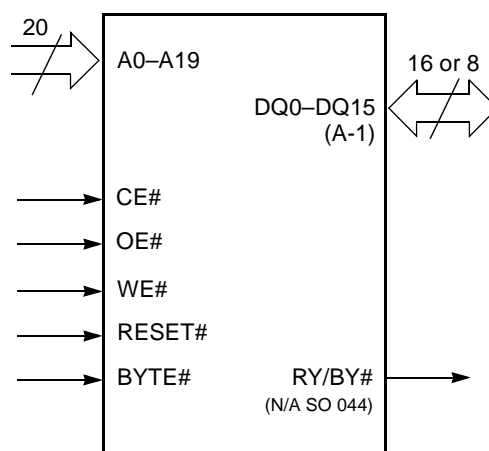 20
A0–A19
16 or 8
DQ0–DQ15
(A-1)
CE#
OE#
WE#
RESET#
BYTE#
RY/BY#
(N/A SO 044)